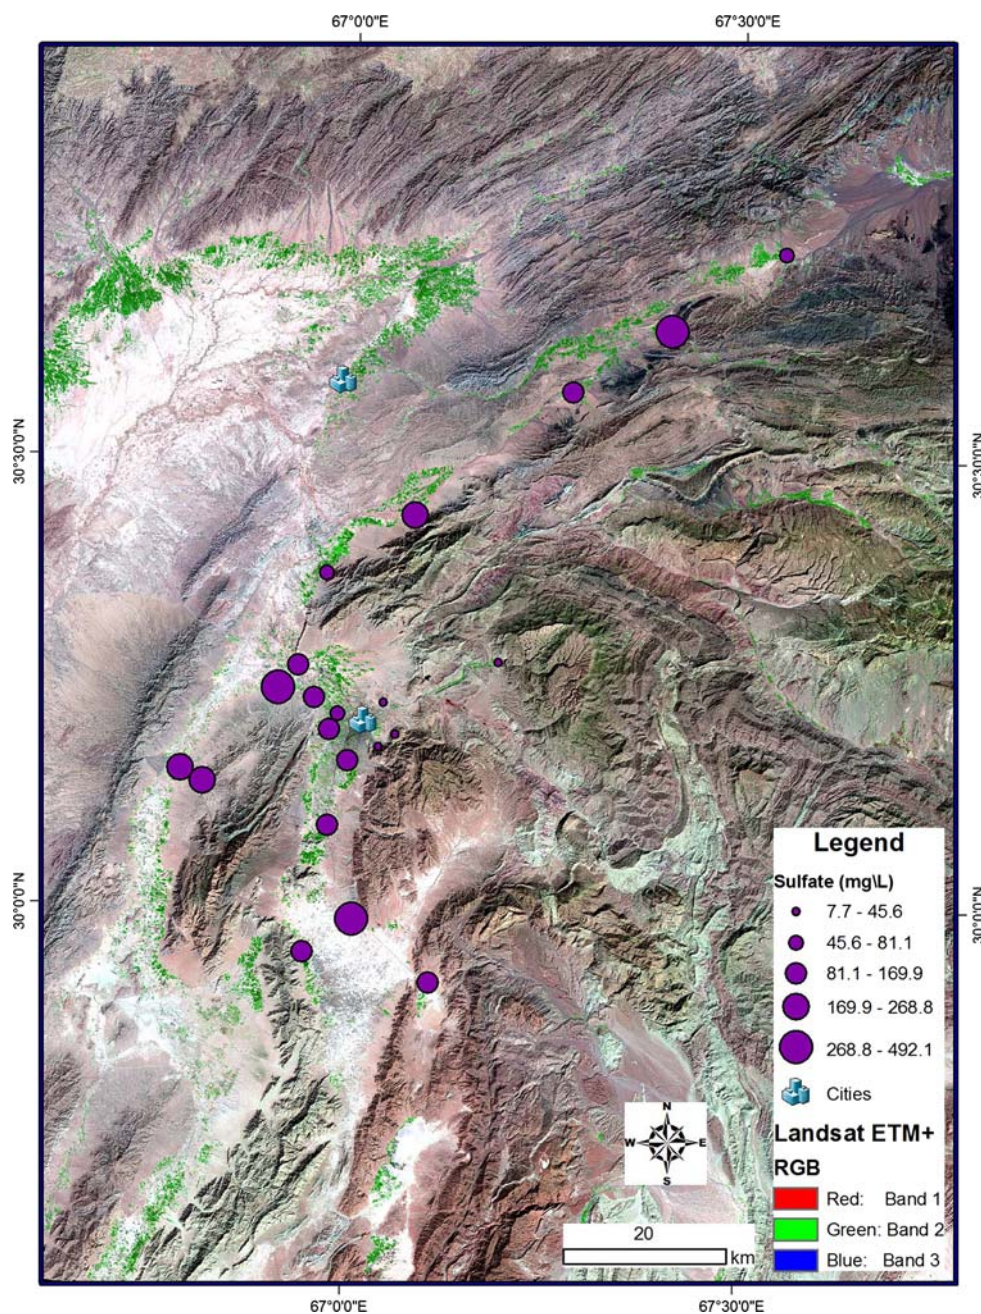 67°0'0"E 67°30'0"E
30°30'0"N 30°30'0"N
30°0'0"N 30°0'0"N
Legend
Sulfate (mg\L)
7.7 - 45.6
45.6 - 81.1
81.1 - 169.9
169.9 - 268.8
268.8 - 492.1
Cities
Landsat ETM+
RGB
Red: Band 1
Green: Band 2
Blue: Band 3
N
W E
S
20
km
67°0'0"E 67°30'0"E